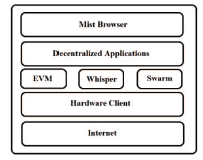 Mist Browser
Decentralized Applications
EVM Whisper Swarm
Hardware Client
Internet